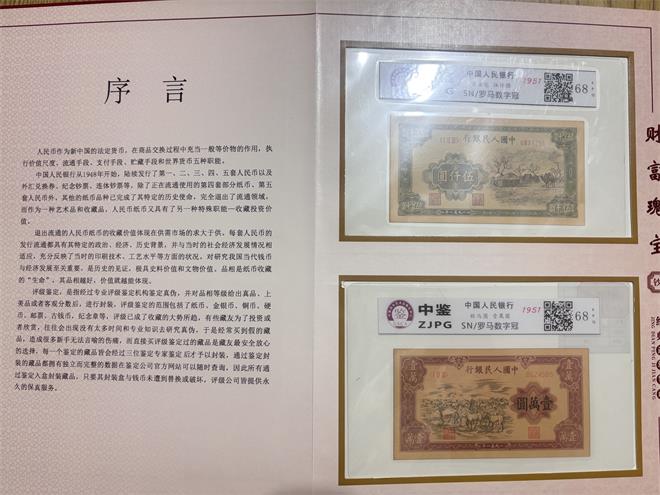 序言
人民币作为新中国的法定货币，在商品交换过程中充当一般等价物的作用，执
行价值尺度、流通手段、支付手段、贮藏手段和世界货币五种职能。
中国人民银行从1948年开始，陆续发行了第一、二、三、四、五套人民币以及
外汇兑换券、纪念钞票、连体钞票等，除了正在流通使用的第四套部分纸币、第五
套人民币外，其他的纸币品种已完成了其特定的历史使命，完全退出了流通领域，
而作为一种艺术品和收藏品，人民币纸币又具有了另一种特殊职能—收藏投资价
值。
退出流通的人民币纸币的收藏价值体现在供需市场的求大于供。每套人民币的
发行流通都具有其特定的政治、经济、历史背景，并与当时的社会经济发展情况相
适应，充分反映了当时的印刷技术、工艺水平等方面的状况。对研究我国当代钱币
与经济发展至关重要，是历史的见证，极具史料价值和文物价值。品相是纸币收藏
的“生命”，其品相越好，价值就越能体现。
评级鉴定，是指经过专业评级鉴定机构鉴定真伪，并对品相等级给出真品、上
美品或者客观分数后，进行封装，评级鉴定的范围包括了纸币、金银币、铜币、硬
币、邮票、古钱币、纪念章等，评级已成了收藏的大势所趋，有些藏友为了投资或
者欣赏，往往会出现没有太多时间和专业知识去研究真伪，于是经常买到假的藏
品，造成很多新手无法言喻的伤痛，而直接买评级鉴定过的藏品是藏友最安全放心
的选择。每一个鉴定的藏品皆会经过三位鉴定专家鉴定后才予以封装，通过鉴定封
装的藏品都拥有独立而完整的数据在鉴定公司官方网站可以随时查询。因此所有通
过鉴定入盒封装藏品，只要其封装盒与钱币未遭到替换或破坏，评级公司皆提供永
久的保真服务。
中国人民银行 1951
G SN/罗马数字冠
68
中國人民銀行
伍仟圓
中鉴 中国人民银行 1951
ZJPG SN/罗马数字冠
68
中國人民銀行
壹萬圓
壹萬
财富瑰宝